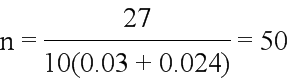 n = 27 / 10(0.03 + 0.024) = 50